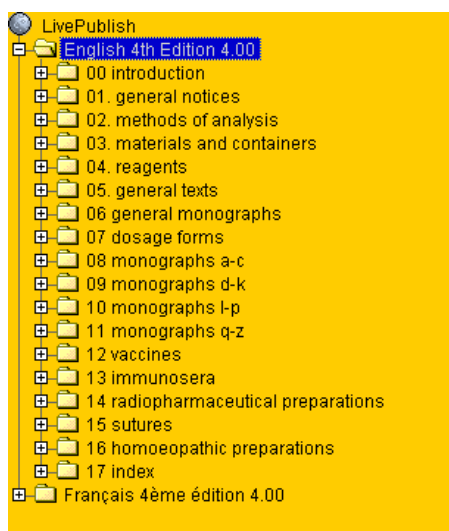 LivePublish
English 4th Edition 4.00
00 introduction
01. general notices
02. methods of analysis
03. materials and containers
04. reagents
05. general texts
06 general monographs
07 dosage forms
08 monographs a-c
09 monographs d-k
10 monographs l-p
11 monographs q-z
12 vaccines
13 immunosera
14 radiopharmaceutical preparations
15 sutures
16 homoeopathic preparations
17 index
Français 4ème édition 4.00